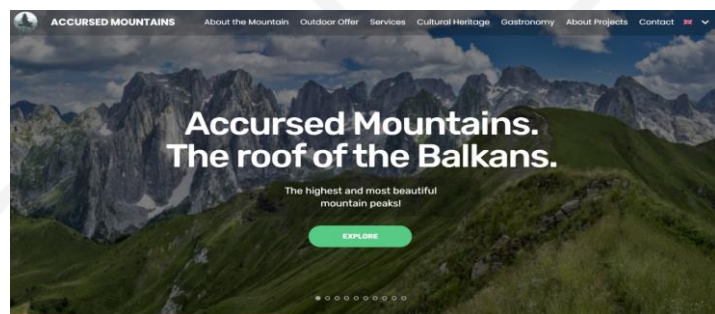 ACCURSED MOUNTAINS About the Mountain Outdoor Offer Services Cultural Heritage Gastronomy About Projects Contact
Accursed Mountains.
The roof of the Balkans.
The highest and most beautiful
mountain peaks!
EXPLORE